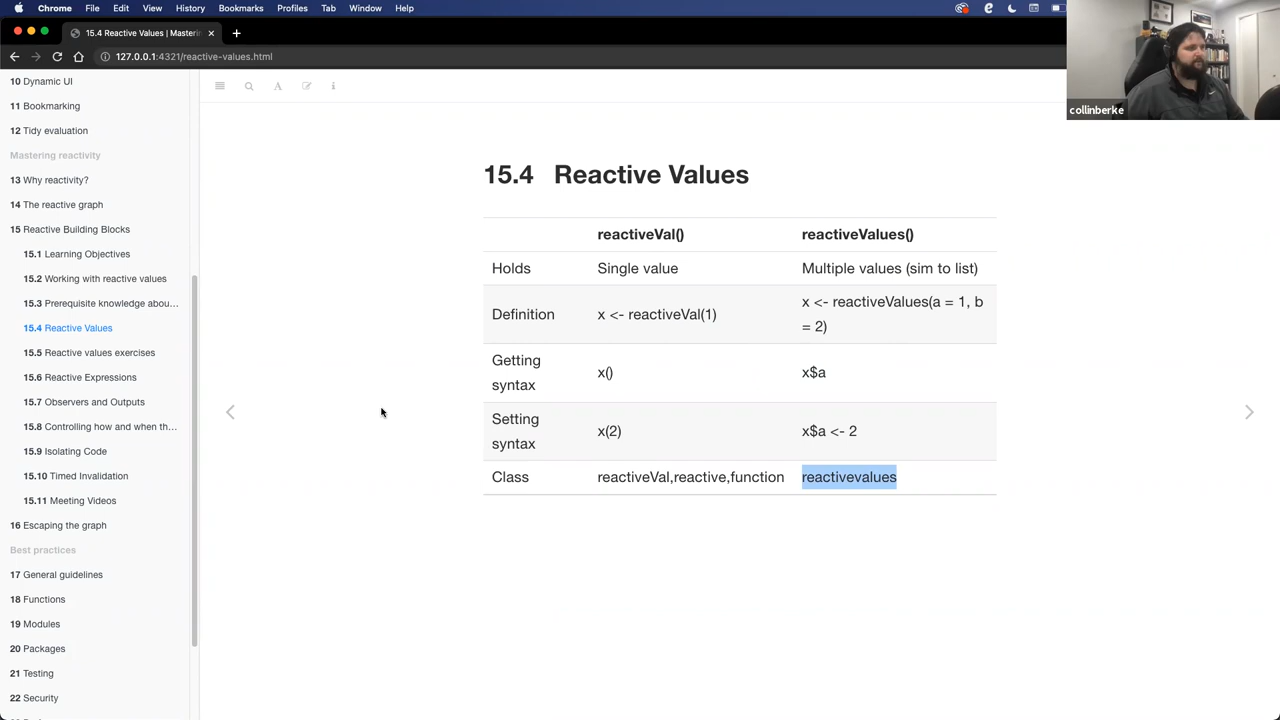 Chrome File Edit View History Bookmarks Profiles Tab Window Help
15.4 Reactive Values | Masterin
127.0.0.1:4321/reactive-values.html
collinberke
10 Dynamic UI
11 Bookmarking
12 Tidy evaluation
Mastering reactivity
13 Why reactivity?
14 The reactive graph
15 Reactive Building Blocks
15.1 Learning Objectives
15.2 Working with reactive values
15.3 Prerequisite knowledge abou...
15.4 Reactive Values
15.5 Reactive values exercises
15.6 Reactive Expressions
15.7 Observers and Outputs
15.8 Controlling how and when th...
15.9 Isolating Code
15.10 Timed Invalidation
15.11 Meeting Videos
16 Escaping the graph
Best practices
17 General guidelines
18 Functions
19 Modules
20 Packages
21 Testing
22 Security
15.4 Reactive Values
reactiveVal() reactiveValues()
Holds Single value Multiple values (sim to list)
Definition x <- reactiveVal(1) x <- reactiveValues(a = 1, b
= 2)
Getting
syntax x() x$a
Setting
syntax x(2) x$a <- 2
Class reactiveVal,reactive,function reactivevalues